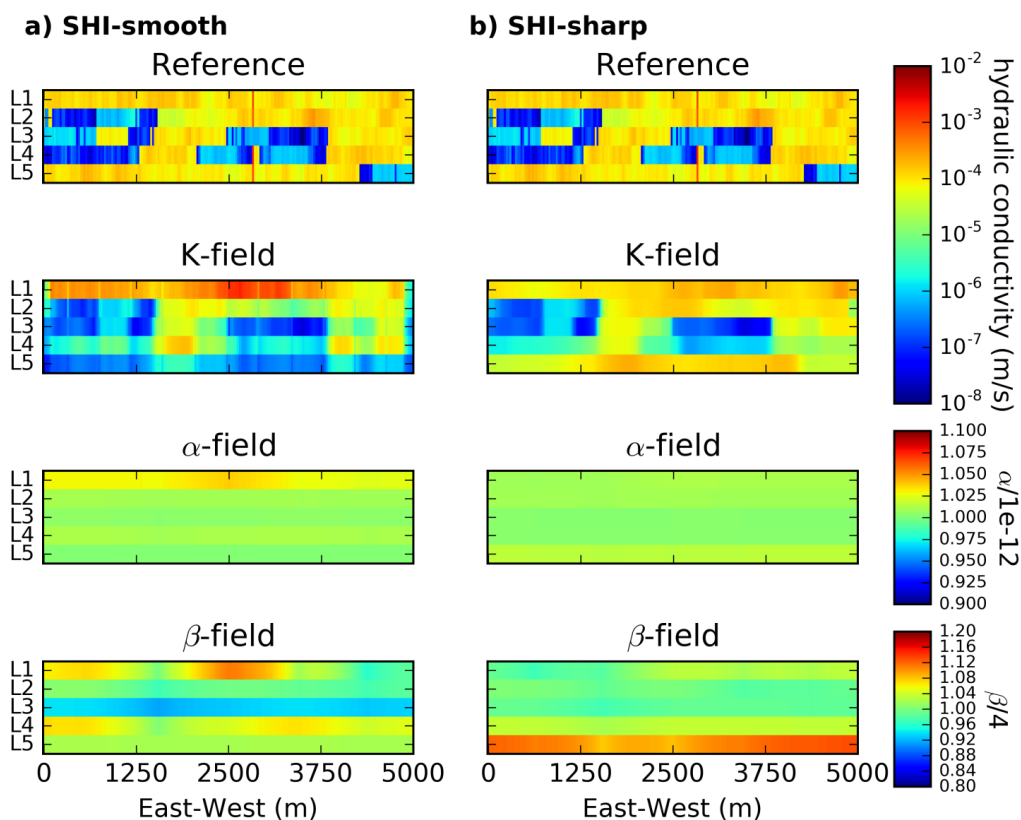 a) SHI-smooth
b) SHI-sharp
Reference
Reference
L1
L2
L3
L4
L5
K-field
K-field
L1
L2
L3
L4
L5
10^-2
10^-3
10^-4
10^-5
10^-6
10^-7
10^-8
hydraulic conductivity (m/s)
α-field
α-field
L1
L2
L3
L4
L5
1.100
1.075
1.050
1.025
1.000
0.975
0.950
0.925
0.900
α/1e-12
β-field
β-field
L1
L2
L3
L4
L5
1.20
1.16
1.12
1.08
1.04
1.00
0.96
0.92
0.88
0.84
0.80
β/4
0 1250 2500 3750 5000
0 1250 2500 3750 5000
East-West (m)
East-West (m)